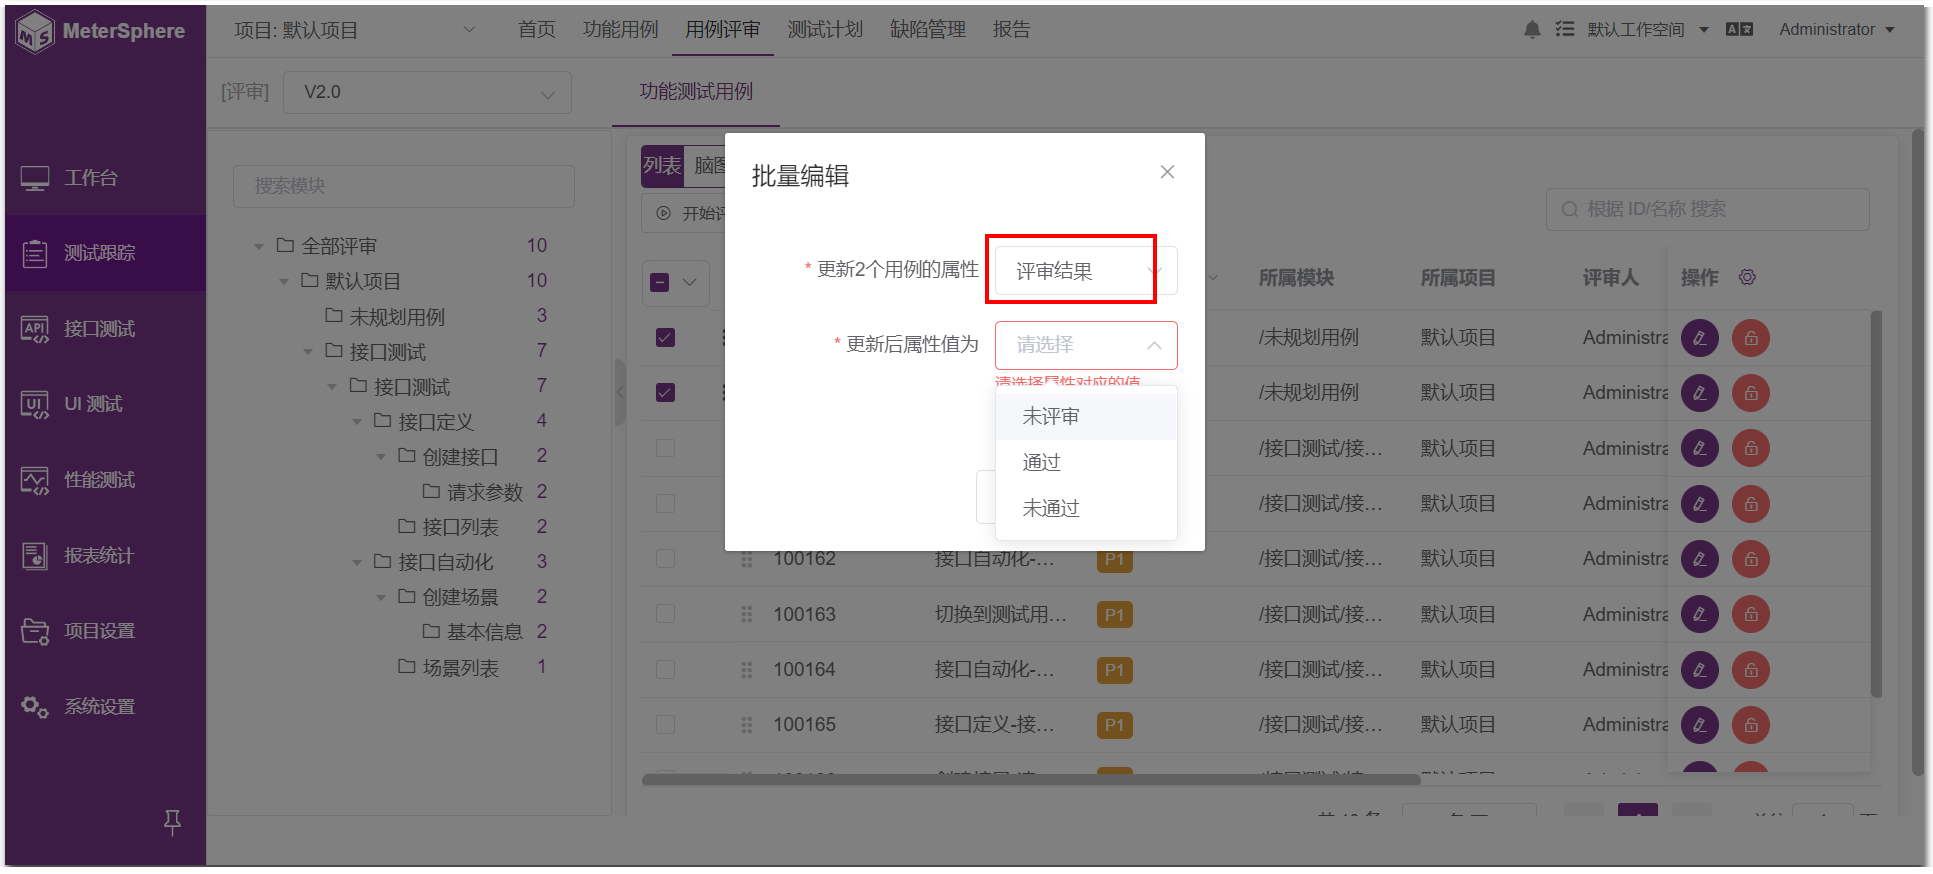 MeterSphere
项目: 默认项目
首页
功能用例
用例评审
测试计划
缺陷管理
报告
默认工作空间
Administrator
[评审]
V2.0
功能测试用例
工作台
测试跟踪
接口测试
UI 测试
性能测试
报表统计
项目设置
系统设置
搜索模块
全部评审 10
默认项目 10
未规划用例 3
接口测试 7
接口测试 7
接口定义 4
创建接口 2
请求参数 2
接口列表 2
接口自动化 3
创建场景 2
基本信息 2
场景列表 1
列表
脑图
开始评
根据 ID/名称 搜索
批量编辑
* 更新2个用例的属性 评审结果
* 更新后属性值为 请选择
请选择属性对应的值
未评审
通过
未通过
所属模块 所属项目 评审人 操作
/未规划用例 默认项目 Administra
/未规划用例 默认项目 Administra
/接口测试/接... 默认项目 Administra
/接口测试/接... 默认项目 Administra
100162 接口自动化-... P1 /接口测试/接... 默认项目 Administra
100163 切换到测试用... P1 /接口测试/接... 默认项目 Administra
100164 接口自动化-... P1 /接口测试/接... 默认项目 Administra
100165 接口定义-接... P1 /接口测试/接... 默认项目 Administra